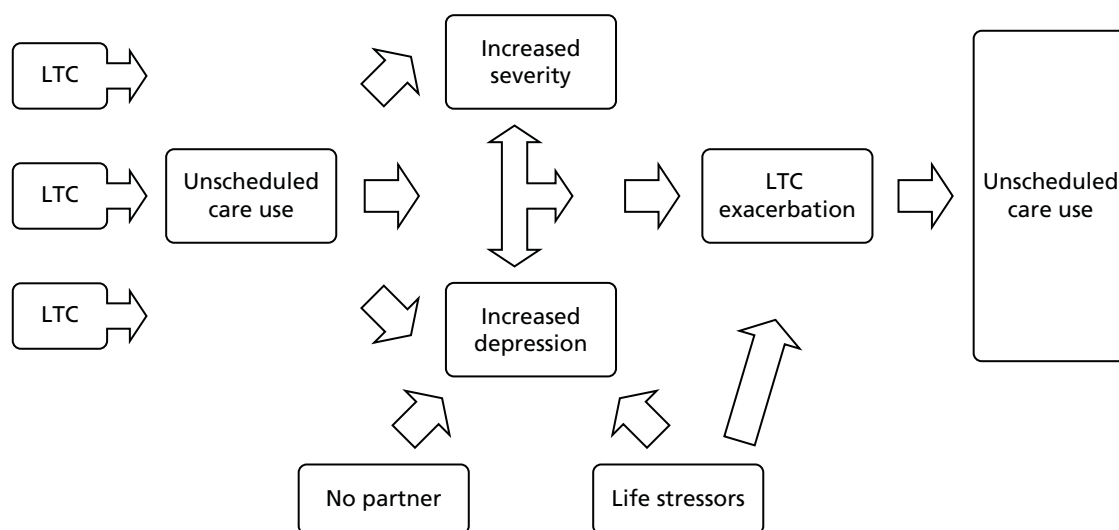 LTC
LTC
LTC
Unscheduled
care use
Increased
severity
Increased
depression
No partner
Life stressors
LTC
exacerbation
Unscheduled
care use